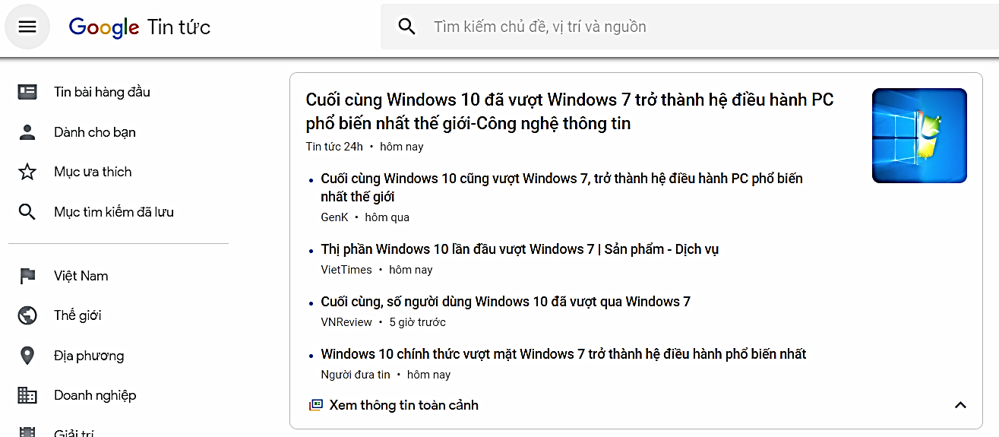 Google Tin tức
Tìm kiếm chủ đề, vị trí và nguồn
Tin bài hàng đầu
Dành cho bạn
Mục ưa thích
Mục tìm kiếm đã lưu
Việt Nam
Thế giới
Địa phương
Doanh nghiệp
Giải trí
Cuối cùng Windows 10 đã vượt Windows 7 trở thành hệ điều hành PC
phổ biến nhất thế giới-Công nghệ thông tin
Tin tức 24h • hôm nay
• Cuối cùng Windows 10 cũng vượt Windows 7, trở thành hệ điều hành PC phổ biến
nhất thế giới
GenK • hôm qua
• Thị phần Windows 10 lần đầu vượt Windows 7 | Sản phẩm - Dịch vụ
VietTimes • hôm nay
• Cuối cùng, số người dùng Windows 10 đã vượt qua Windows 7
VNReview • 5 giờ trước
• Windows 10 chính thức vượt mặt Windows 7 trở thành hệ điều hành phổ biến nhất
Người đưa tin • hôm nay
Xem thông tin toàn cảnh